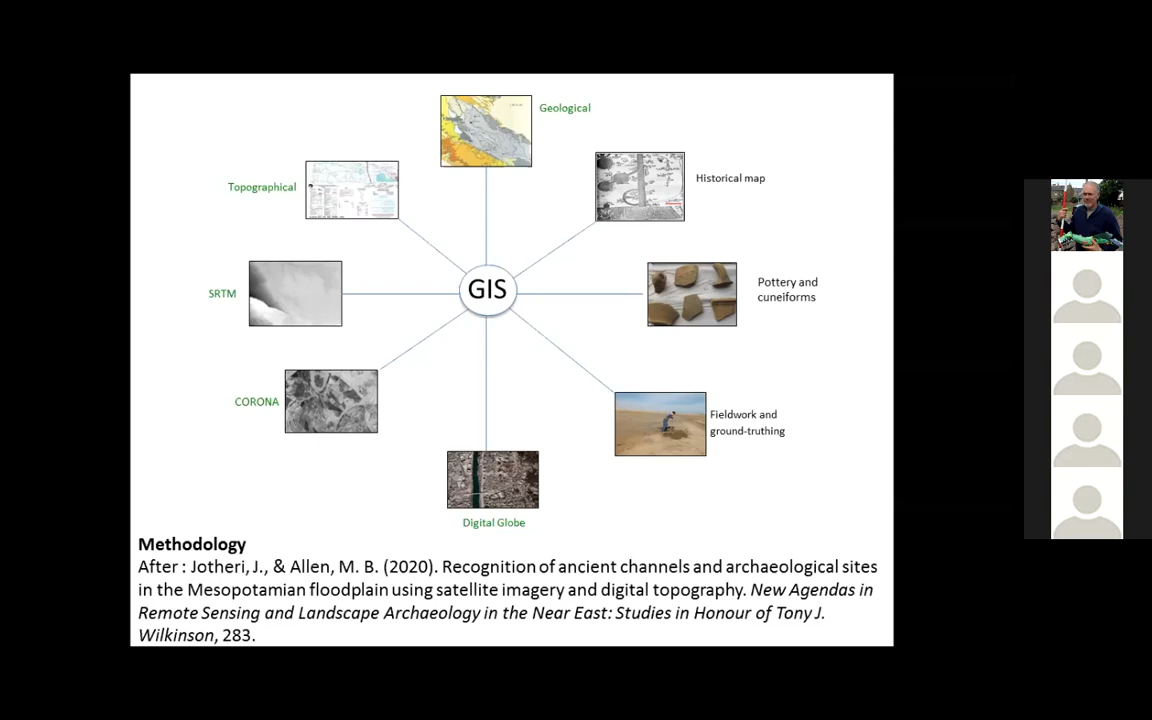 Geological
Historical map
Topographical
Pottery and
cuneiforms
SRTM
GIS
CORONA
Fieldwork and
ground-truthing
Digital Globe
Methodology
After : Jotheri, J., & Allen, M. B. (2020). Recognition of ancient channels and archaeological sites
in the Mesopotamian floodplain using satellite imagery and digital topography. New Agendas in
Remote Sensing and Landscape Archaeology in the Near East: Studies in Honour of Tony J.
Wilkinson, 283.